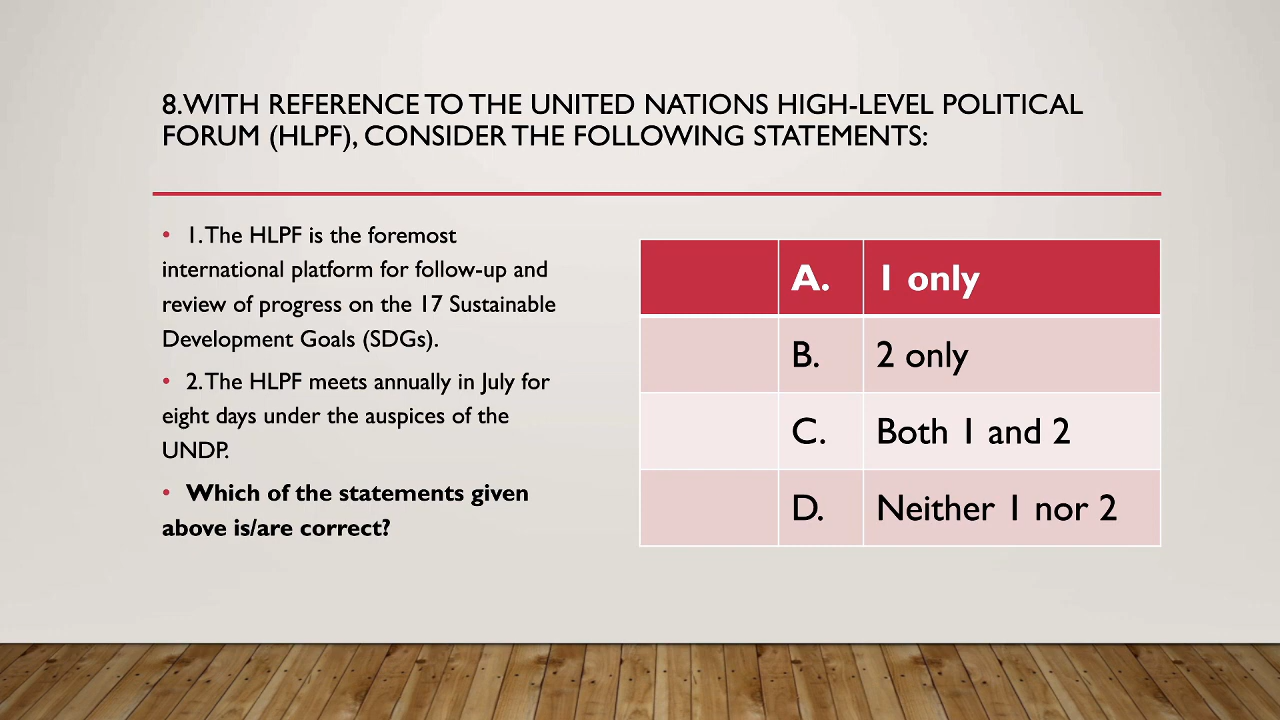 8.WITH REFERENCE TO THE UNITED NATIONS HIGH-LEVEL POLITICAL
FORUM (HLPF), CONSIDER THE FOLLOWING STATEMENTS:
• 1.The HLPF is the foremost
international platform for follow-up and
review of progress on the 17 Sustainable
Development Goals (SDGs).
• 2.The HLPF meets annually in July for
eight days under the auspices of the
UNDP.
• Which of the statements given
above is/are correct?
A. 1 only
B. 2 only
C. Both 1 and 2
D. Neither 1 nor 2